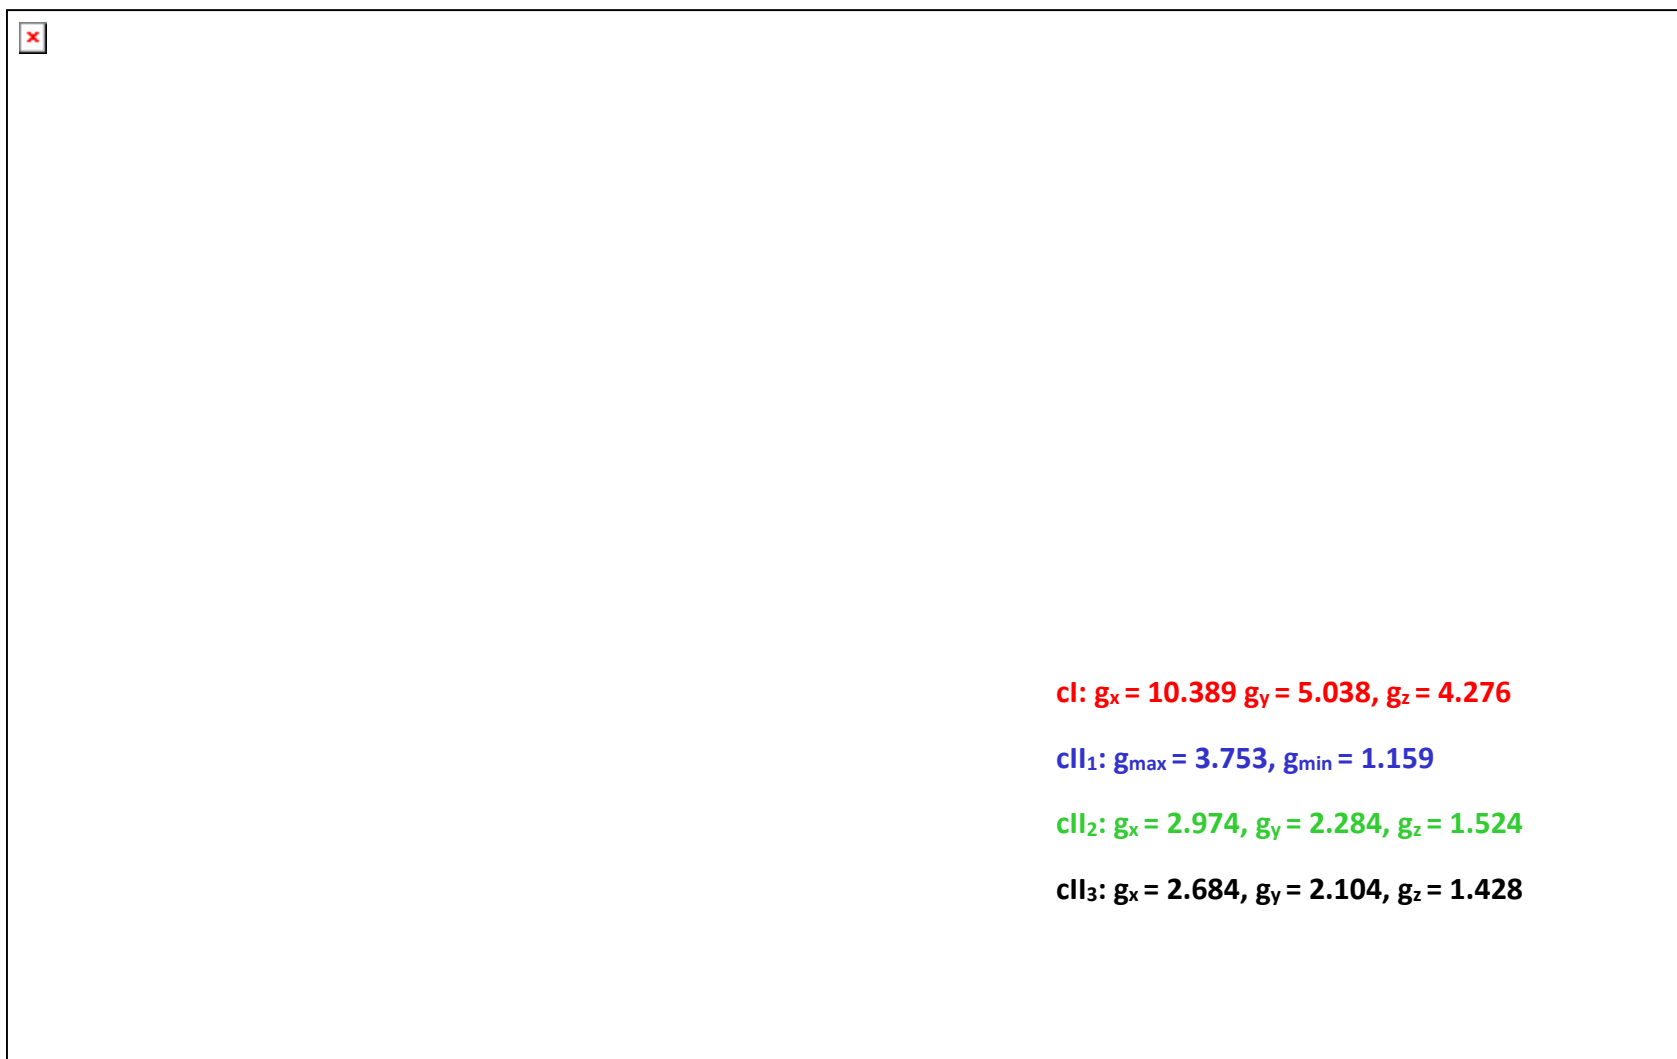 cI: gx = 10.389 gy = 5.038, gz = 4.276
cII1: gmax = 3.753, gmin = 1.159
cII2: gx = 2.974, gy = 2.284, gz = 1.524
cII3: gx = 2.684, gy = 2.104, gz = 1.428